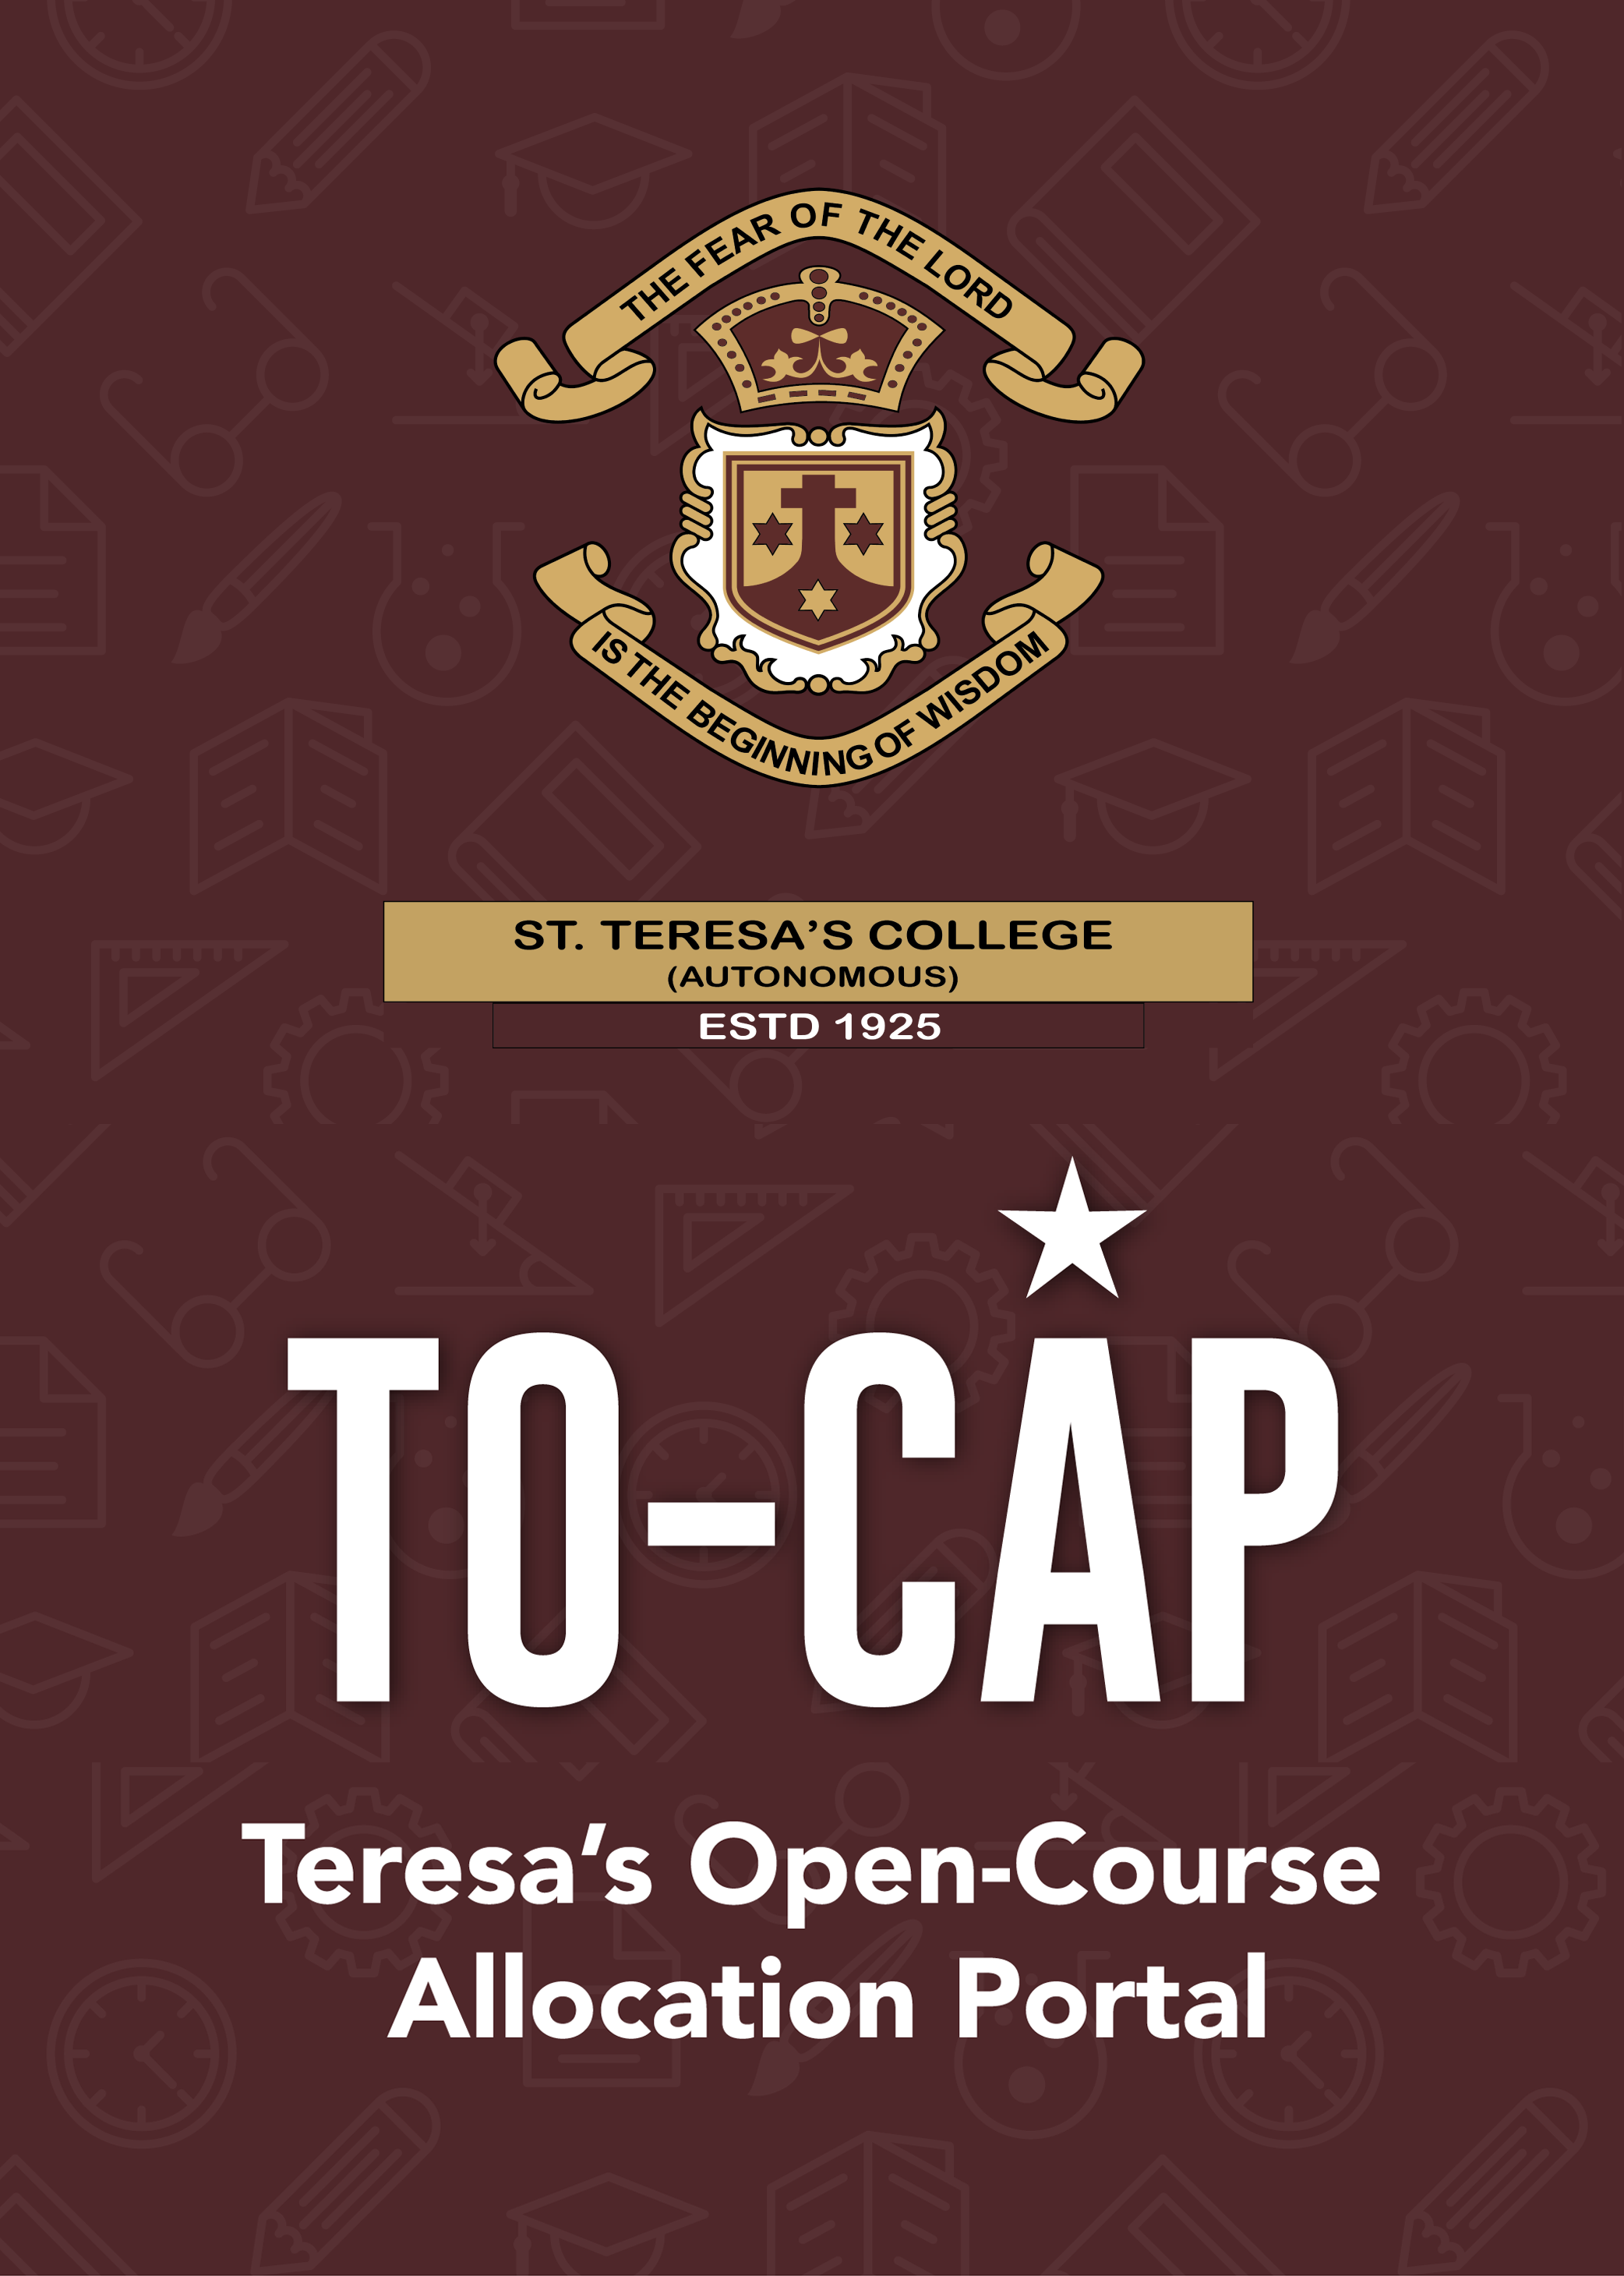 THE FEAR OF THE LORD
IS THE BEGINNING OF WISDOM
ST. TERESA’S COLLEGE
(AUTONOMOUS)
ESTD 1925
TO-CAP
Teresa’s Open-Course
Allocation Portal